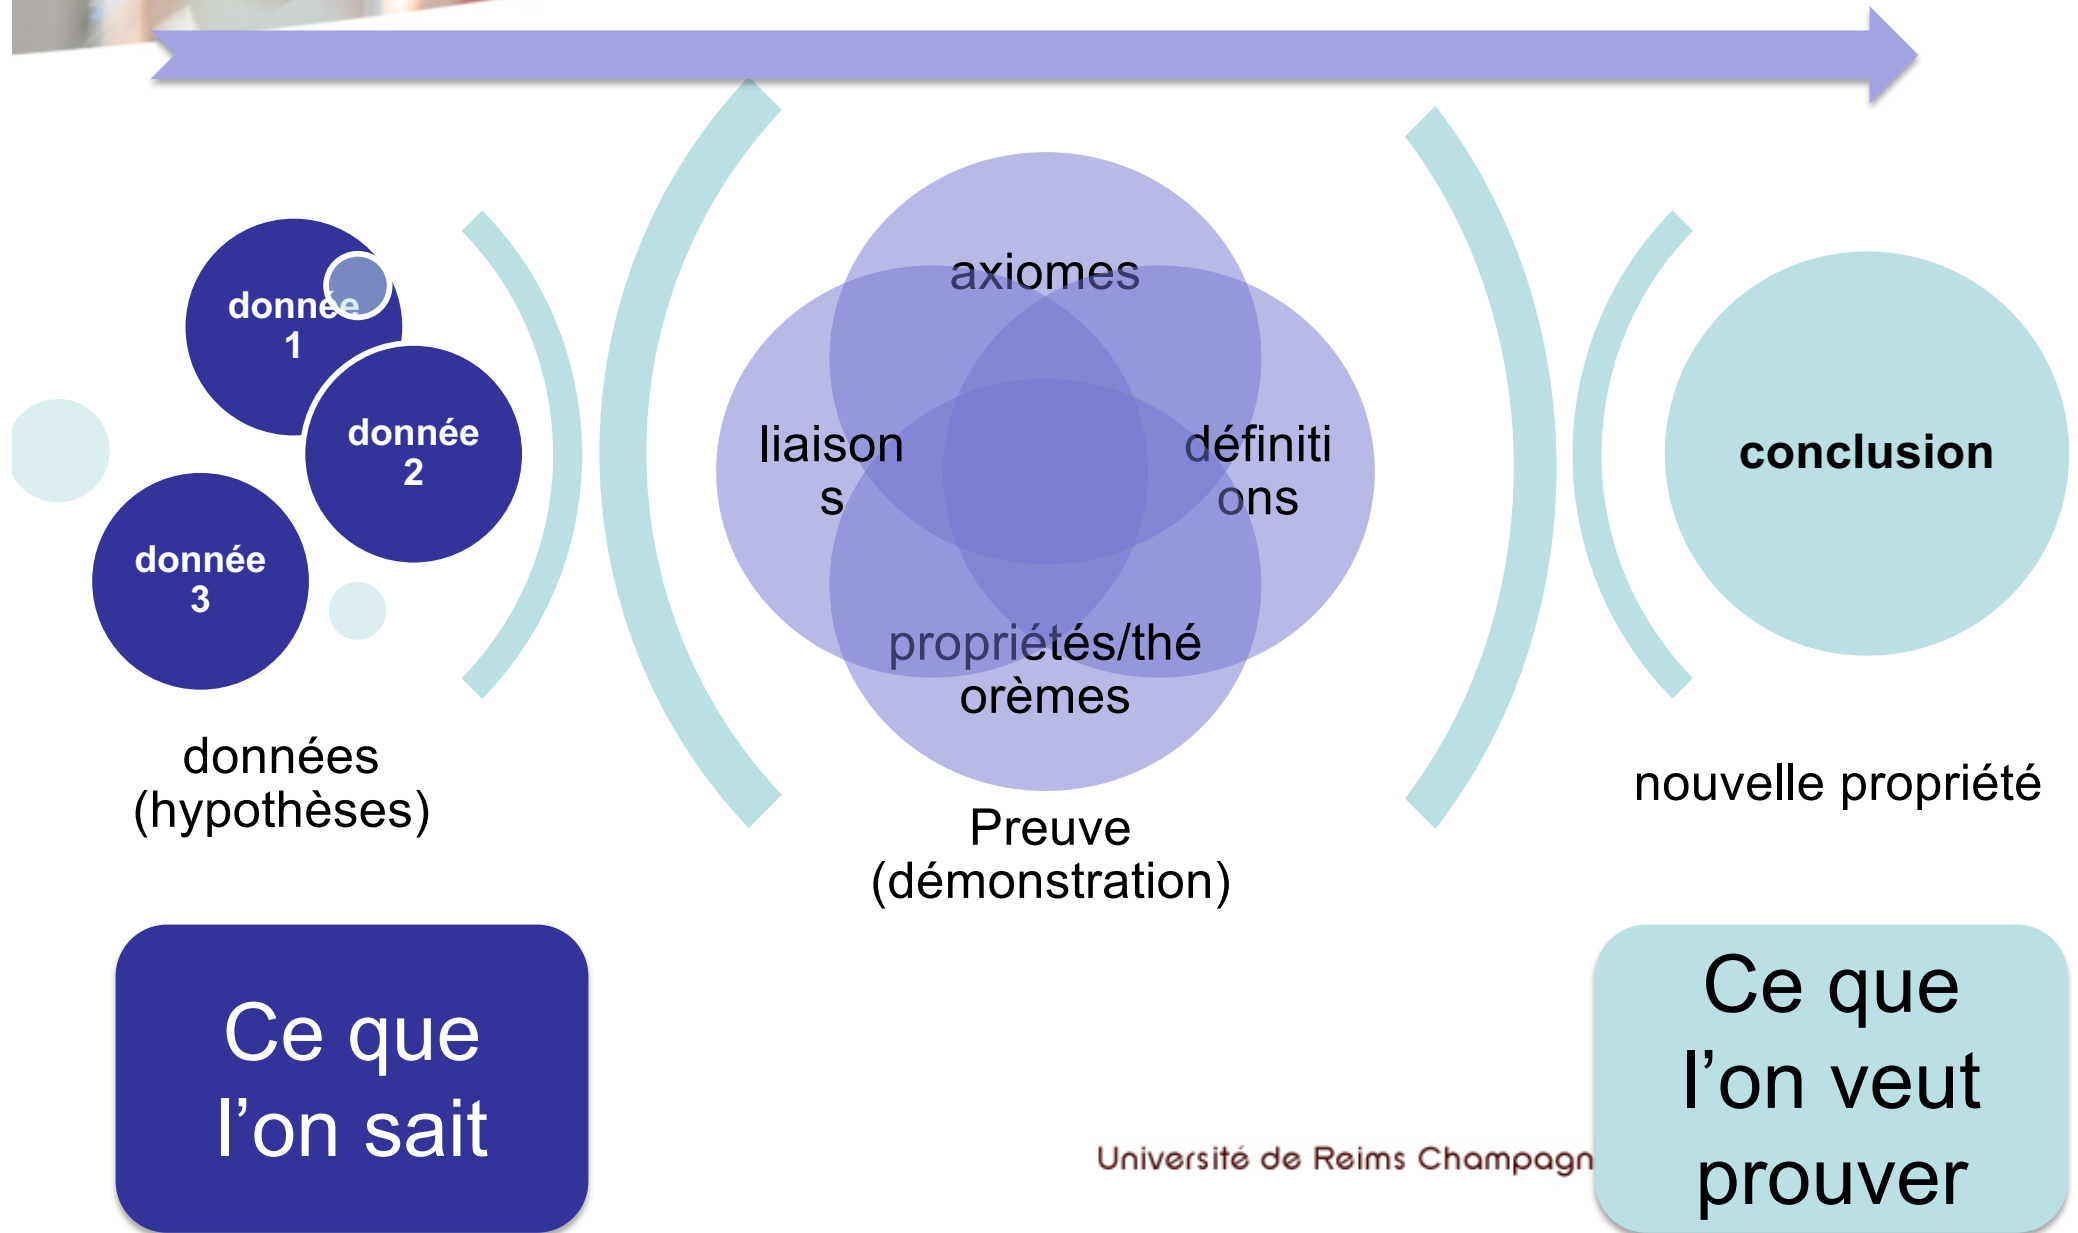 donnée
1
donnée
2
donnée
3
données
(hypothèses)
axiomes
liaison
s
définiti
ons
propriétés/thé
orèmes
Preuve
(démonstration)
conclusion
nouvelle propriété
Ce que
l’on sait
Ce que
l’on veut
prouver
Université de Reims Champagn